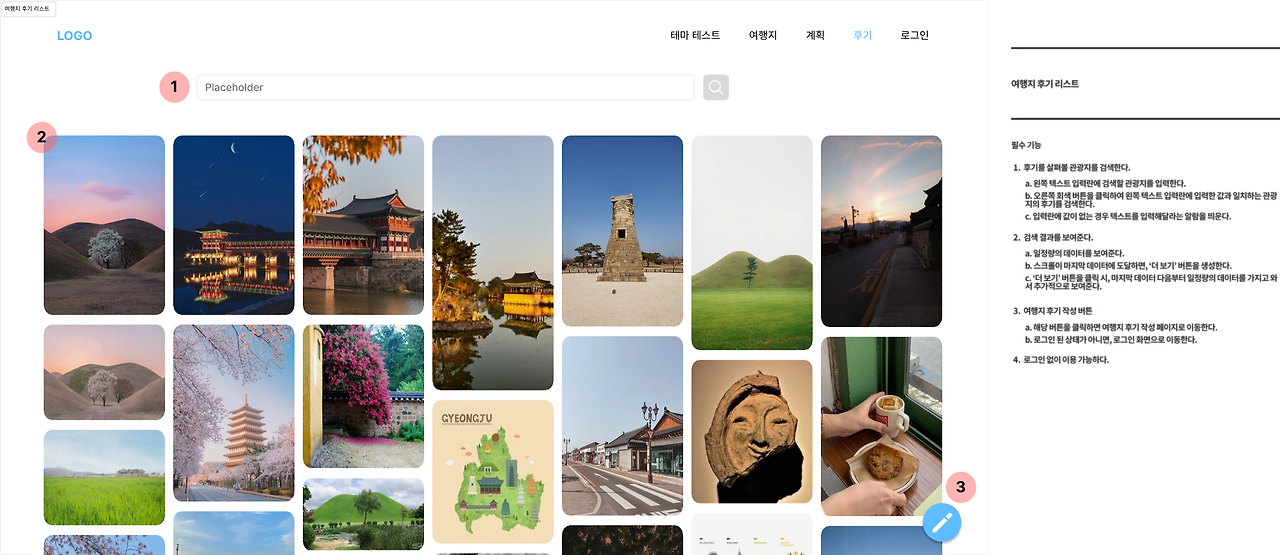 여행지 후기 리스트
LOGO
테마 테스트
여행지
계획
후기
로그인
1
Placeholder
2
GYEONGJU
3
여행지 후기 리스트
필수 기능
1. 후기를 살펴볼 관광지를 검색한다.
a. 왼쪽 텍스트 입력란에 검색할 관광지를 입력한다.
b. 오른쪽 회색 버튼을 클릭하여 왼쪽 텍스트 입력란에 입력한 값과 일치하는 관광
지의 후기를 검색한다.
c. 입력란에 값이 없는 경우 텍스트를 입력해달라는 알람을 띄운다.
2. 검색 결과를 보여준다.
a. 일정량의 데이터를 보여준다.
b. 스크롤이 마지막 데이터에 도달하면, '더 보기' 버튼을 생성한다.
c. '더 보기' 버튼을 클릭 시, 마지막 데이터 다음부터 일정량의 데이터를 가지고 와
서 추가적으로 보여준다.
3. 여행지 후기 작성 버튼
a. 해당 버튼을 클릭하면 여행지 후기 작성 페이지로 이동한다.
b. 로그인 된 상태가 아니면, 로그인 화면으로 이동한다.
4. 로그인 없이 이용 가능하다.